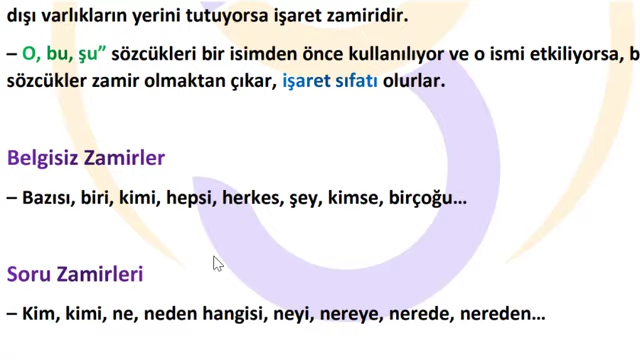 dışı varlıkların yerini tutuyorsa işaret zamiridir.
– O, bu, şu” sözcükleri bir isimden önce kullanılıyor ve o ismi etkiliyorsa, b
sözcükler zamir olmaktan çıkar, işaret sıfatı olurlar.
Belgisiz Zamirler
– Bazısı, biri, kimi, hepsi, herkes, şey, kimse, birçoğu...
Soru Zamirleri
– Kim, kimi, ne, neden hangisi, neyi, nereye, nerede, nereden...